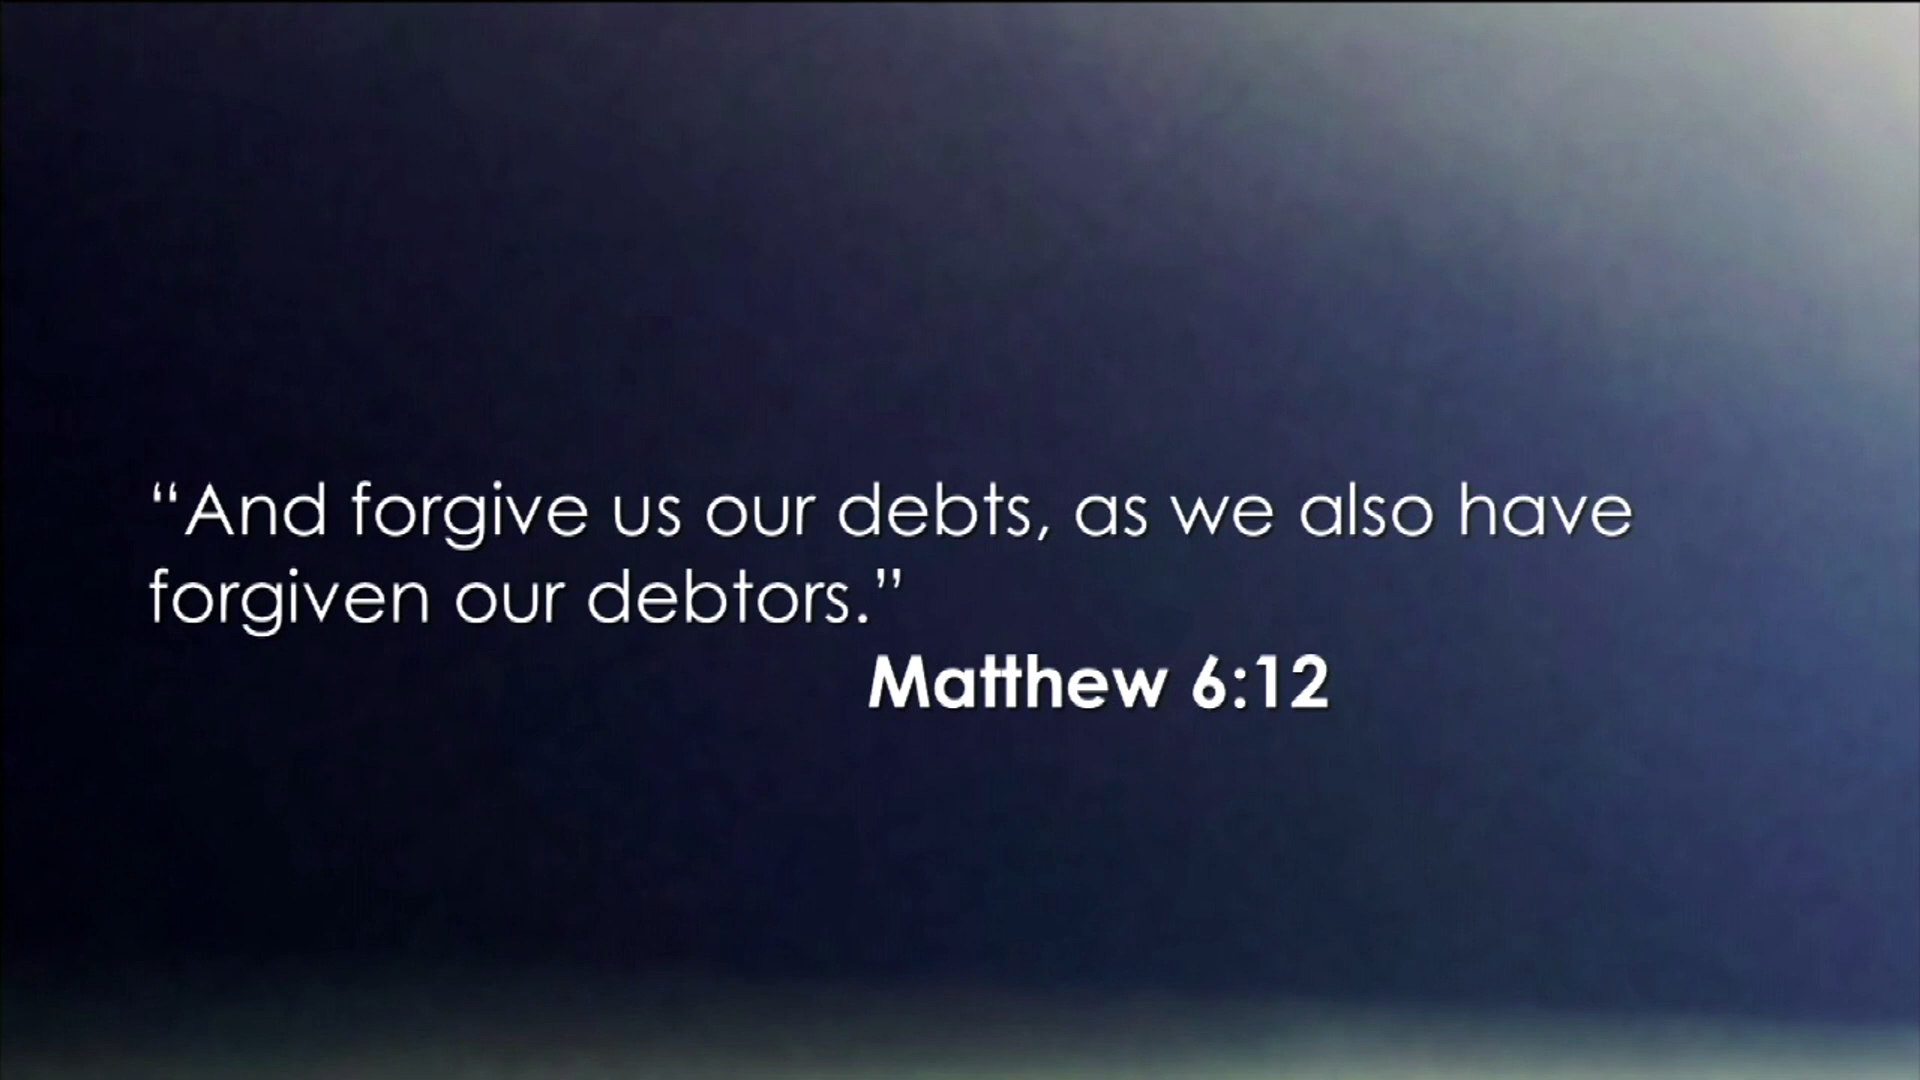 “And forgive us our debts, as we also have
forgiven our debtors.”
Matthew 6:12